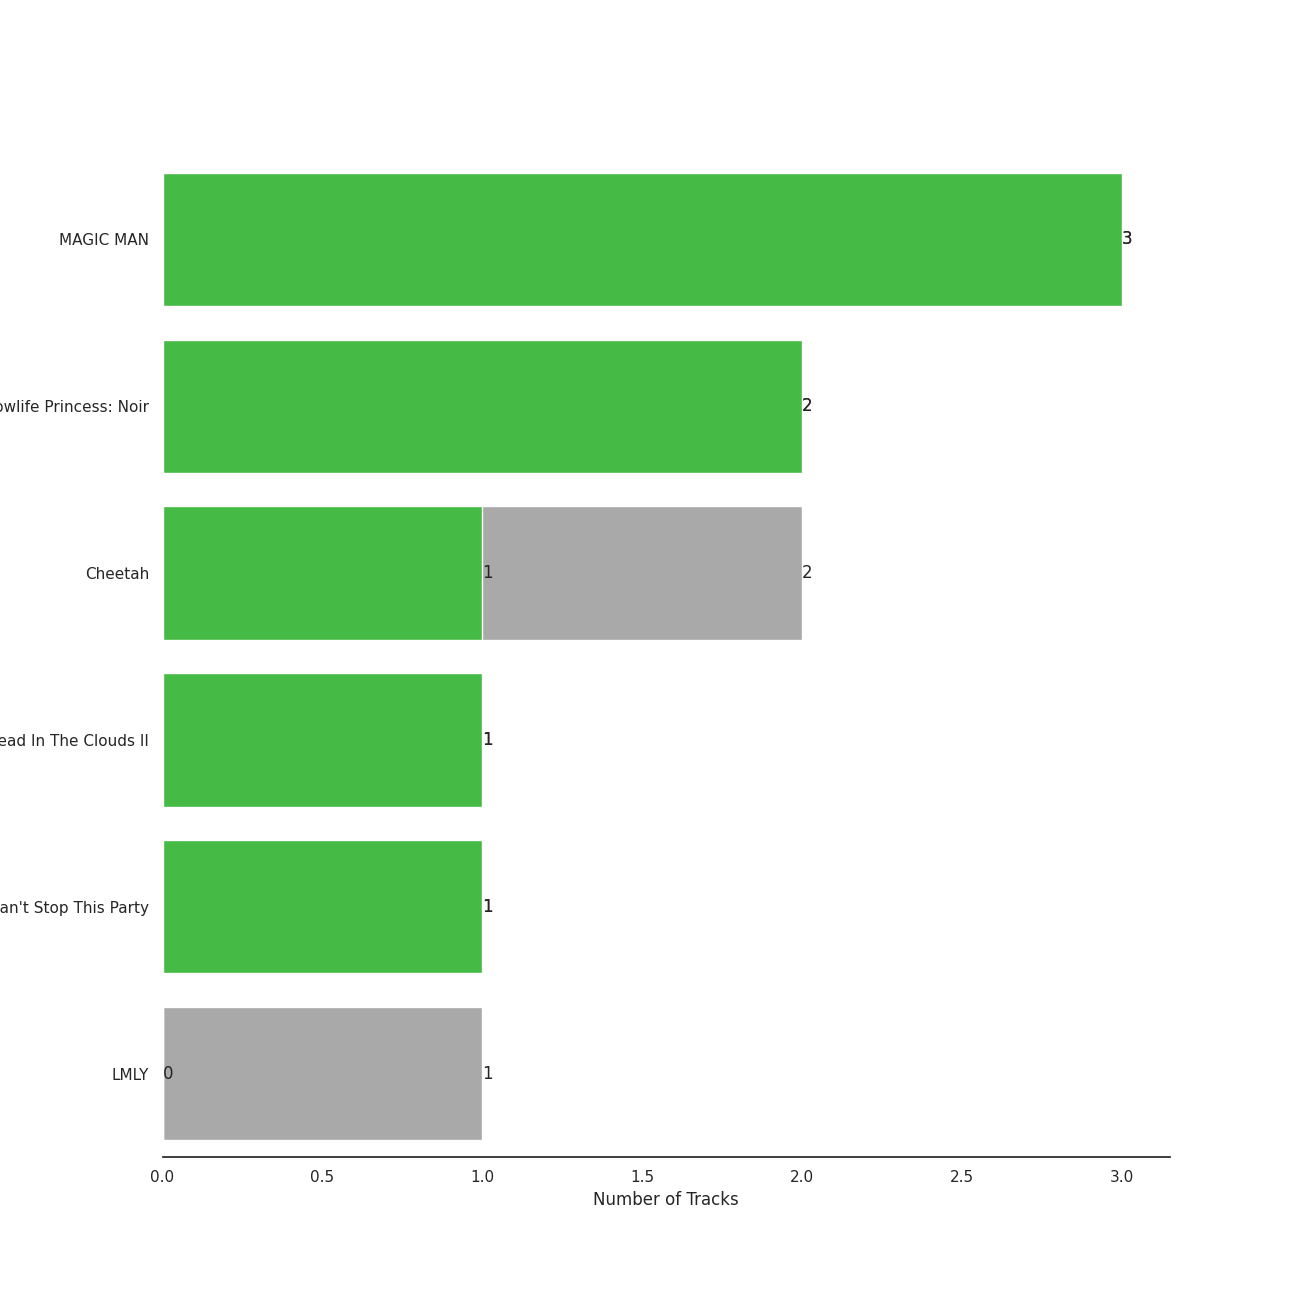 MAGIC MAN 3
owlife Princess: Noir 2
Cheetah 1 2
ead In The Clouds II 1
an't Stop This Party 1
LMLY 0 1
0.0 0.5 1.0 1.5 2.0 2.5 3.0
Number of Tracks